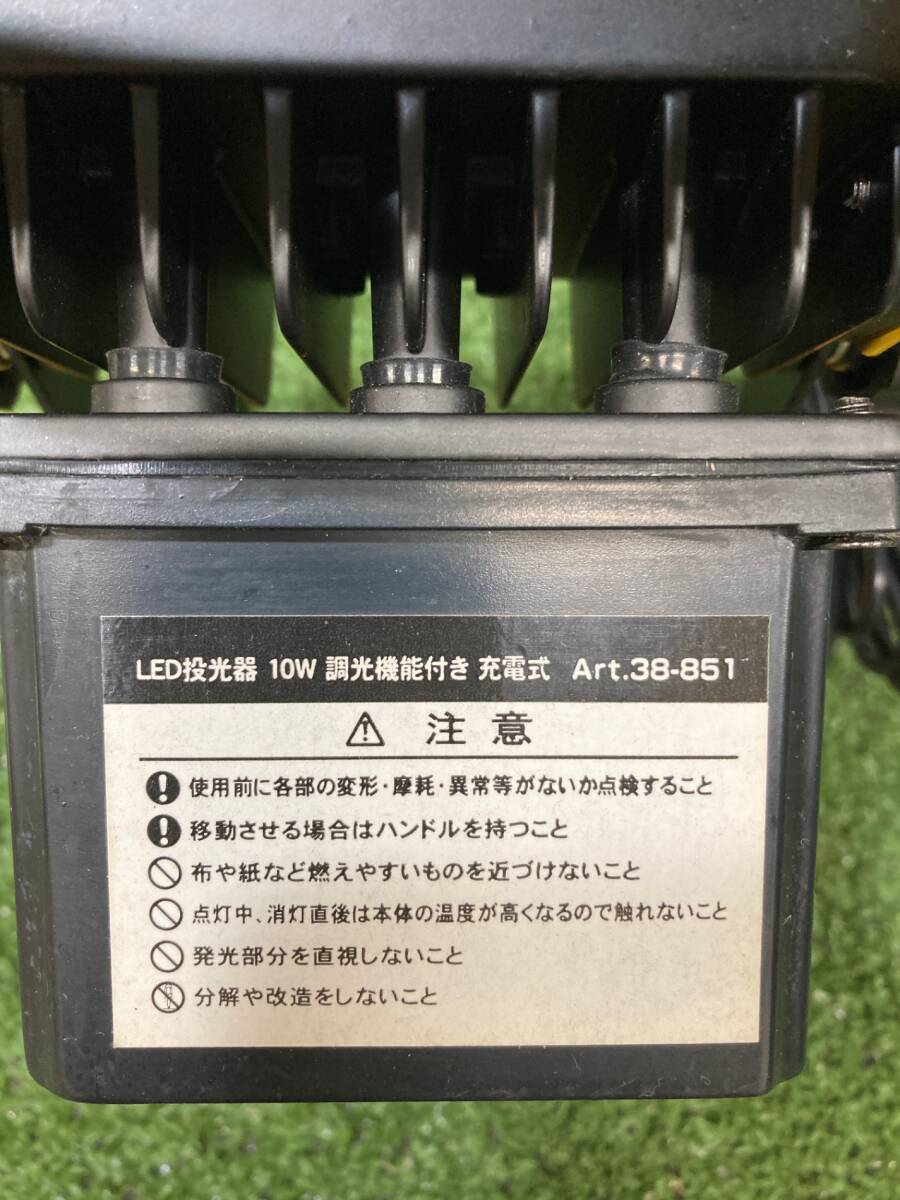 LED投光器 10W 調光機能付き 充電式 Art.38-851
注意
使用前に各部の変形・摩耗・異常等がないか点検すること
移動させる場合はハンドルを持つこと
布や紙など燃えやすいものを近づけないこと
点灯中、消灯直後は本体の温度が高くなるので触れないこと
発光部分を直視しないこと
分解や改造をしないこと